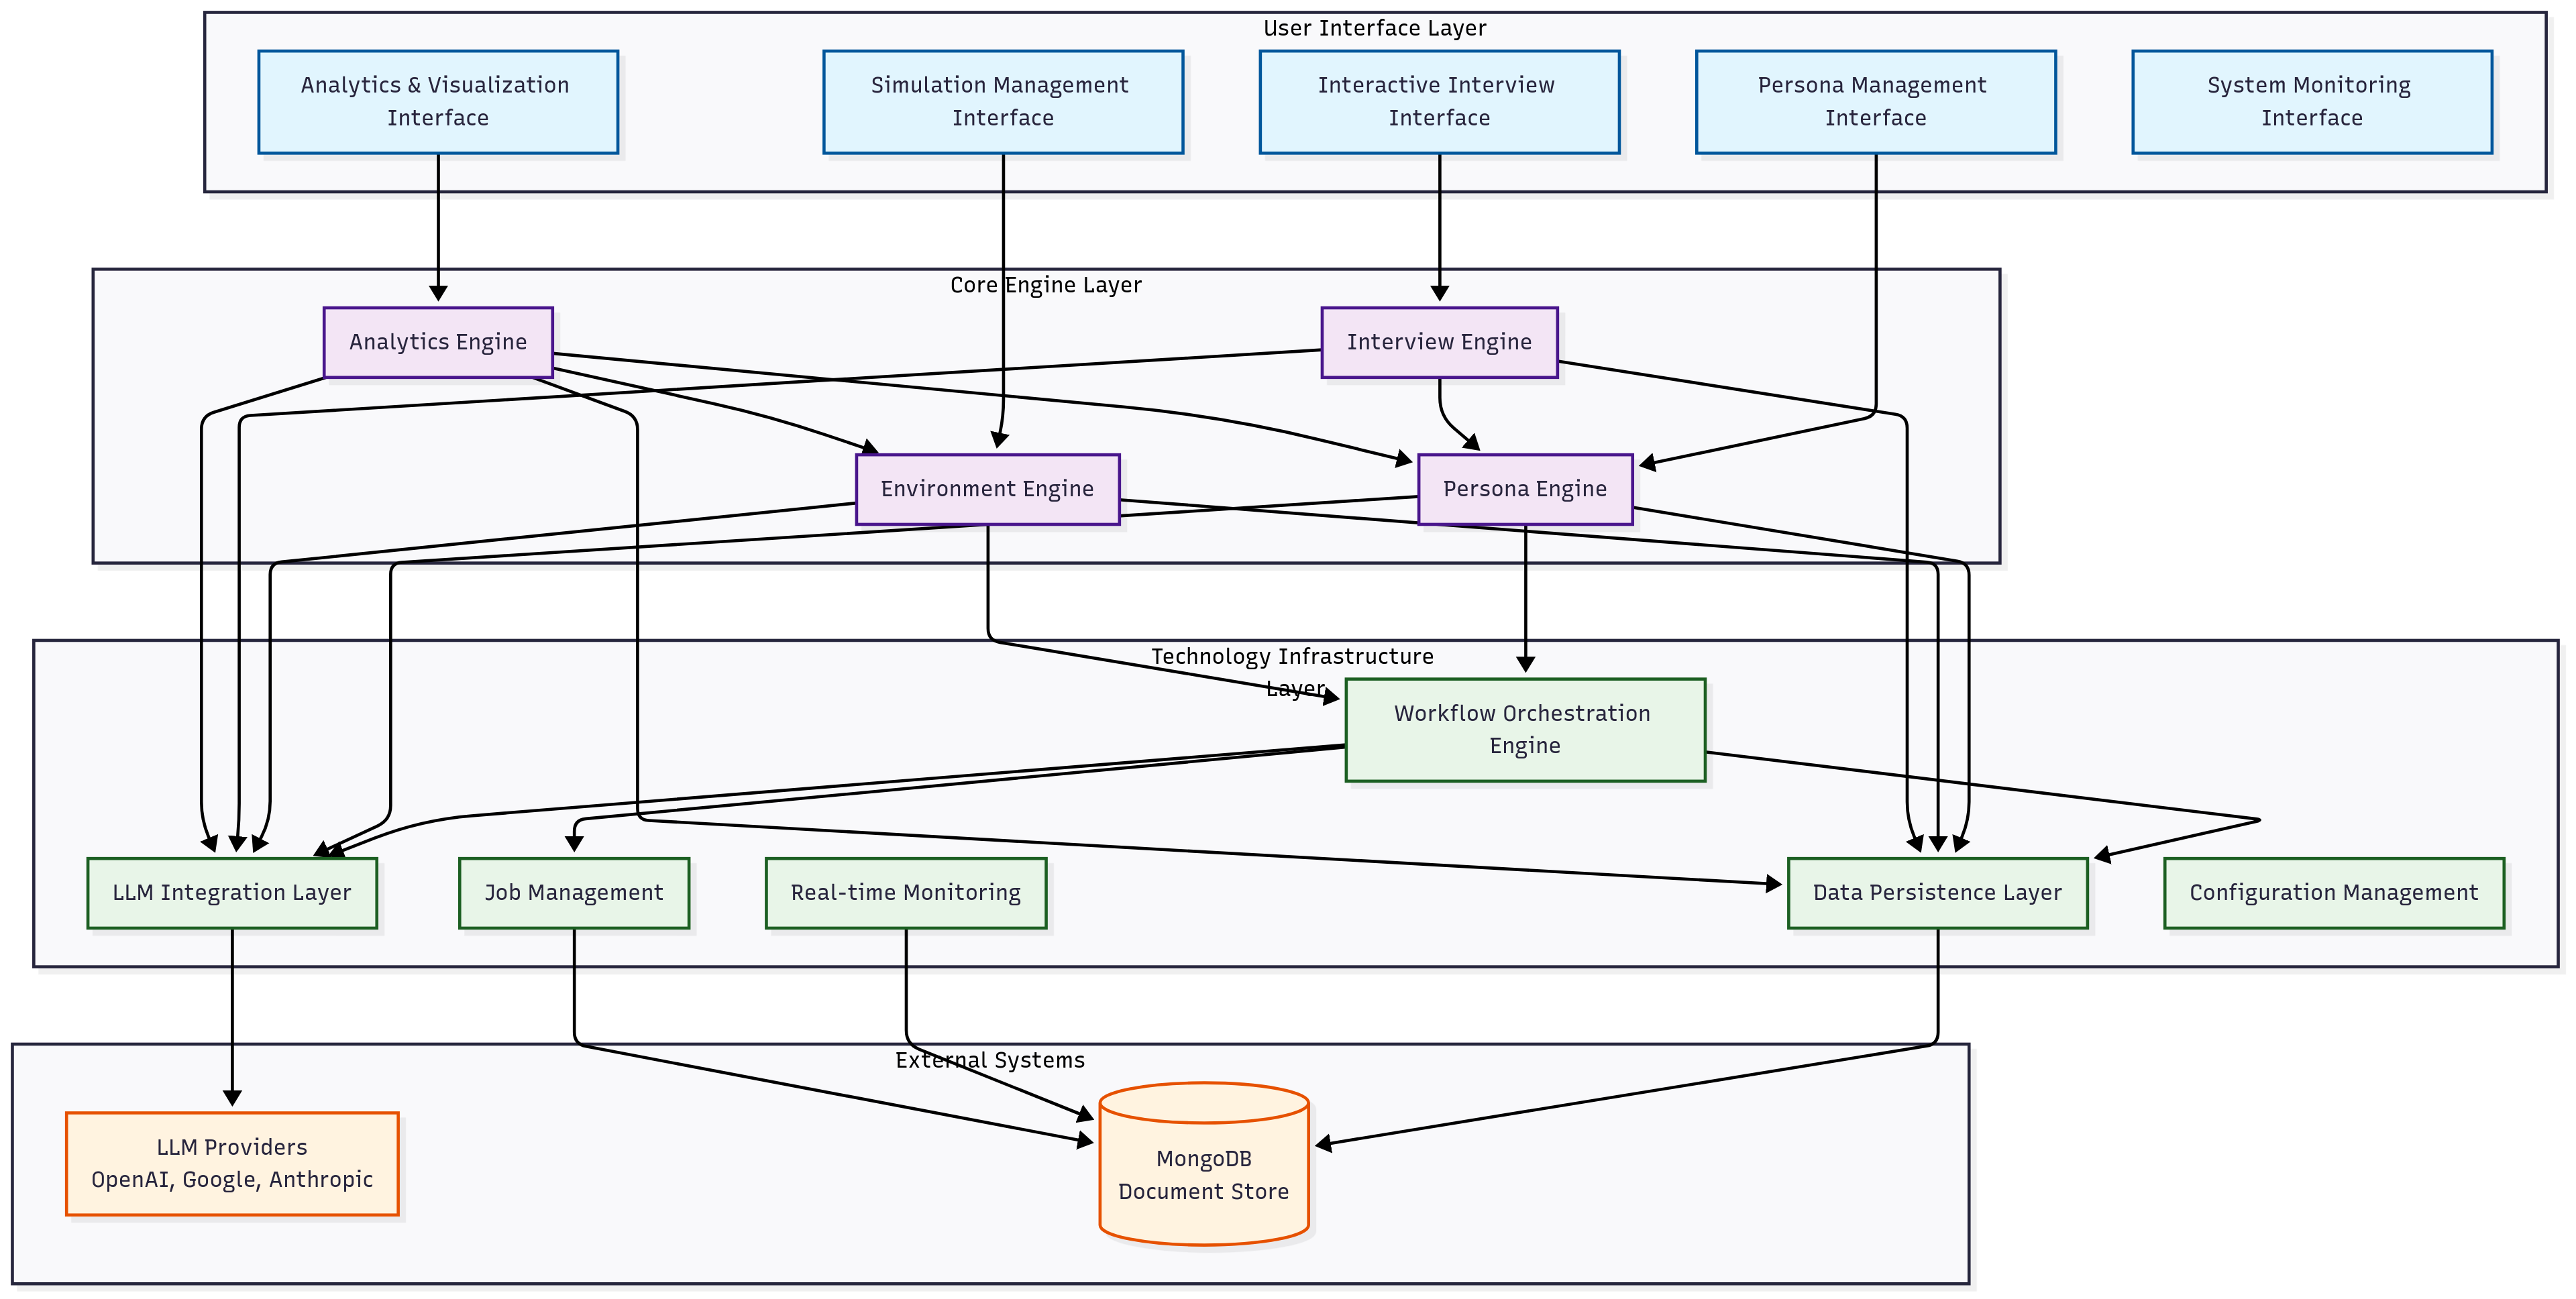 User Interface Layer
Analytics & Visualization
Interface
Simulation Management
Interface
Interactive Interview
Interface
Persona Management
Interface
System Monitoring
Interface
Core Engine Layer
Analytics Engine
Interview Engine
Environment Engine
Persona Engine
Technology Infrastructure
Layer
Workflow Orchestration
Engine
LLM Integration Layer
Job Management
Real-time Monitoring
Data Persistence Layer
Configuration Management
External Systems
LLM Providers
OpenAI, Google, Anthropic
MongoDB
Document Store